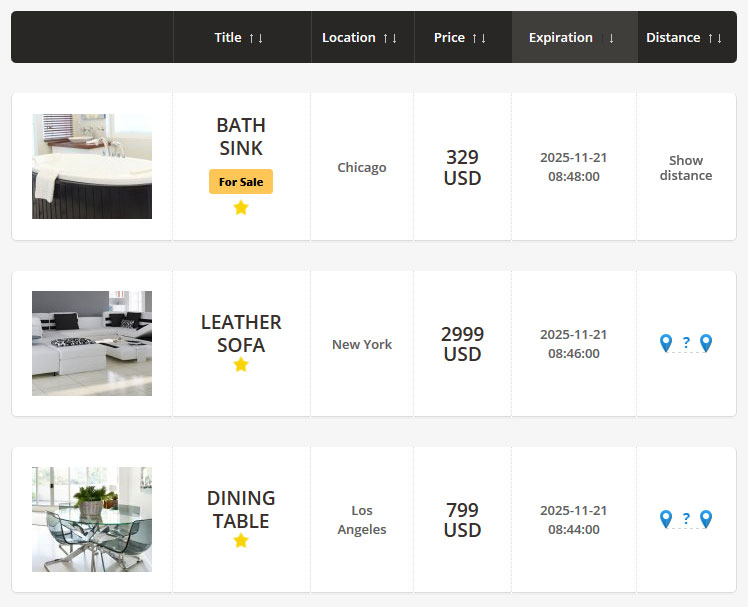 Title ↑↓ Location ↑↓ Price ↑↓ Expiration ↓ Distance ↑↓
BATH
SINK
For Sale
Chicago
329
USD
2025-11-21
08:48:00
Show
distance
LEATHER
SOFA
New York
2999
USD
2025-11-21
08:46:00
?
DINING
TABLE
Los
Angeles
799
USD
2025-11-21
08:44:00
?